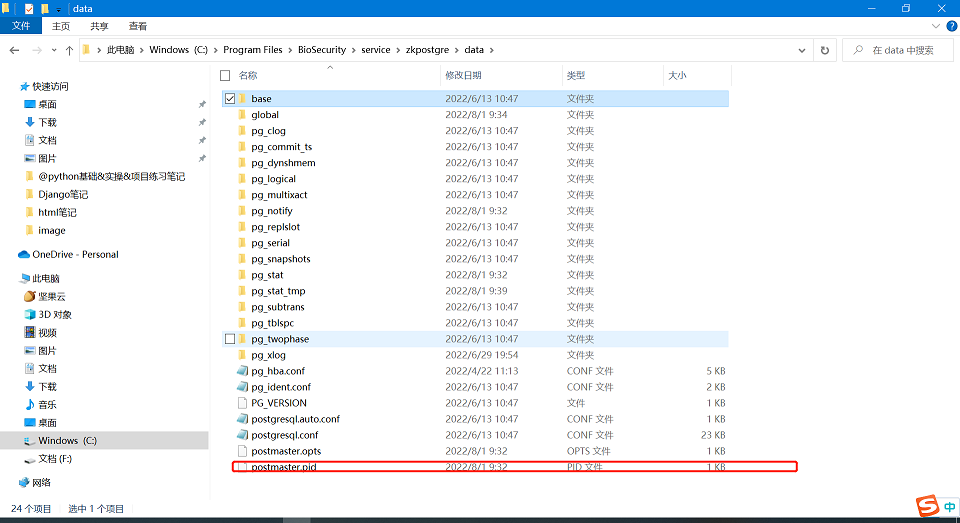 data
文件 主页 共享 查看
此电脑 Windows (C:) Program Files BioSecurity service zkpostgre data 在 data 中搜索
名称 修改日期 类型 大小
快速访问
桌面
下载
文档
图片
@python基础&实操&项目练习笔记
Django笔记
html笔记
image
OneDrive - Personal
此电脑
坚果云
3D 对象
视频
图片
文档
下载
音乐
桌面
Windows (C:)
文档 (F:)
网络
base 2022/6/13 10:47 文件夹
global 2022/8/1 9:34 文件夹
pg_clog 2022/6/13 10:47 文件夹
pg_commit_ts 2022/6/13 10:47 文件夹
pg_dynshmem 2022/6/13 10:47 文件夹
pg_logical 2022/6/13 10:47 文件夹
pg_multixact 2022/6/13 10:47 文件夹
pg_notify 2022/8/1 9:32 文件夹
pg_replslot 2022/6/13 10:47 文件夹
pg_serial 2022/6/13 10:47 文件夹
pg_snapshots 2022/6/13 10:47 文件夹
pg_stat 2022/8/1 9:32 文件夹
pg_stat_tmp 2022/8/1 9:39 文件夹
pg_subtrans 2022/6/13 10:47 文件夹
pg_tblspc 2022/6/13 10:47 文件夹
pg_twophase 2022/6/13 10:47 文件夹
pg_xlog 2022/6/29 19:54 文件夹
pg_hba.conf 2022/4/22 11:13 CONF 文件 5 KB
pg_ident.conf 2022/6/13 10:47 CONF 文件 2 KB
PG_VERSION 2022/6/13 10:47 文件 1 KB
postgresql.auto.conf 2022/6/13 10:47 CONF 文件 1 KB
postgresql.conf 2022/6/13 10:47 CONF 文件 23 KB
postmaster.opts 2022/8/1 9:32 OPTS 文件 1 KB
postmaster.pid 2022/8/1 9:32 PID 文件 1 KB
24 个项目 选中 1 个项目
S 中